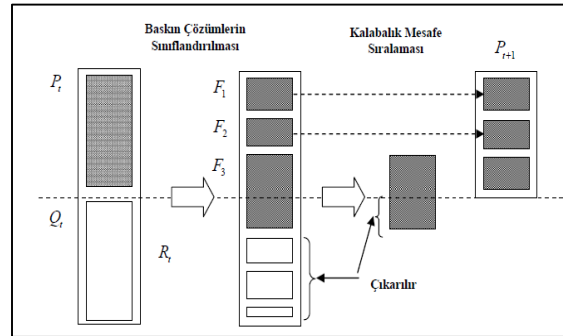 Baskın Çözümlerin
Sınıflandırılması
Kalabalık Mesafe
Sıralaması
P_t
F_1
P_{t+1}
F_2
F_3
Q_t
R_t
Çıkarılır